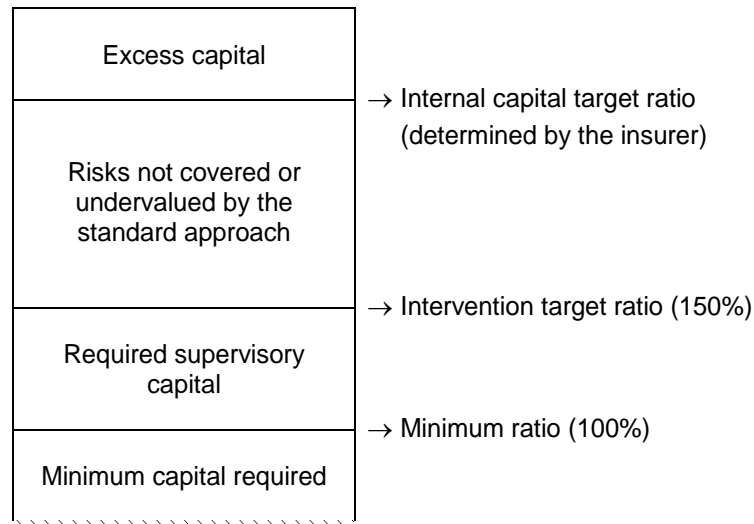 Excess capital
→ Internal capital target ratio
(determined by the insurer)
Risks not covered or
undervalued by the
standard approach
→ Intervention target ratio (150%)
Required supervisory
capital
→ Minimum ratio (100%)
Minimum capital required